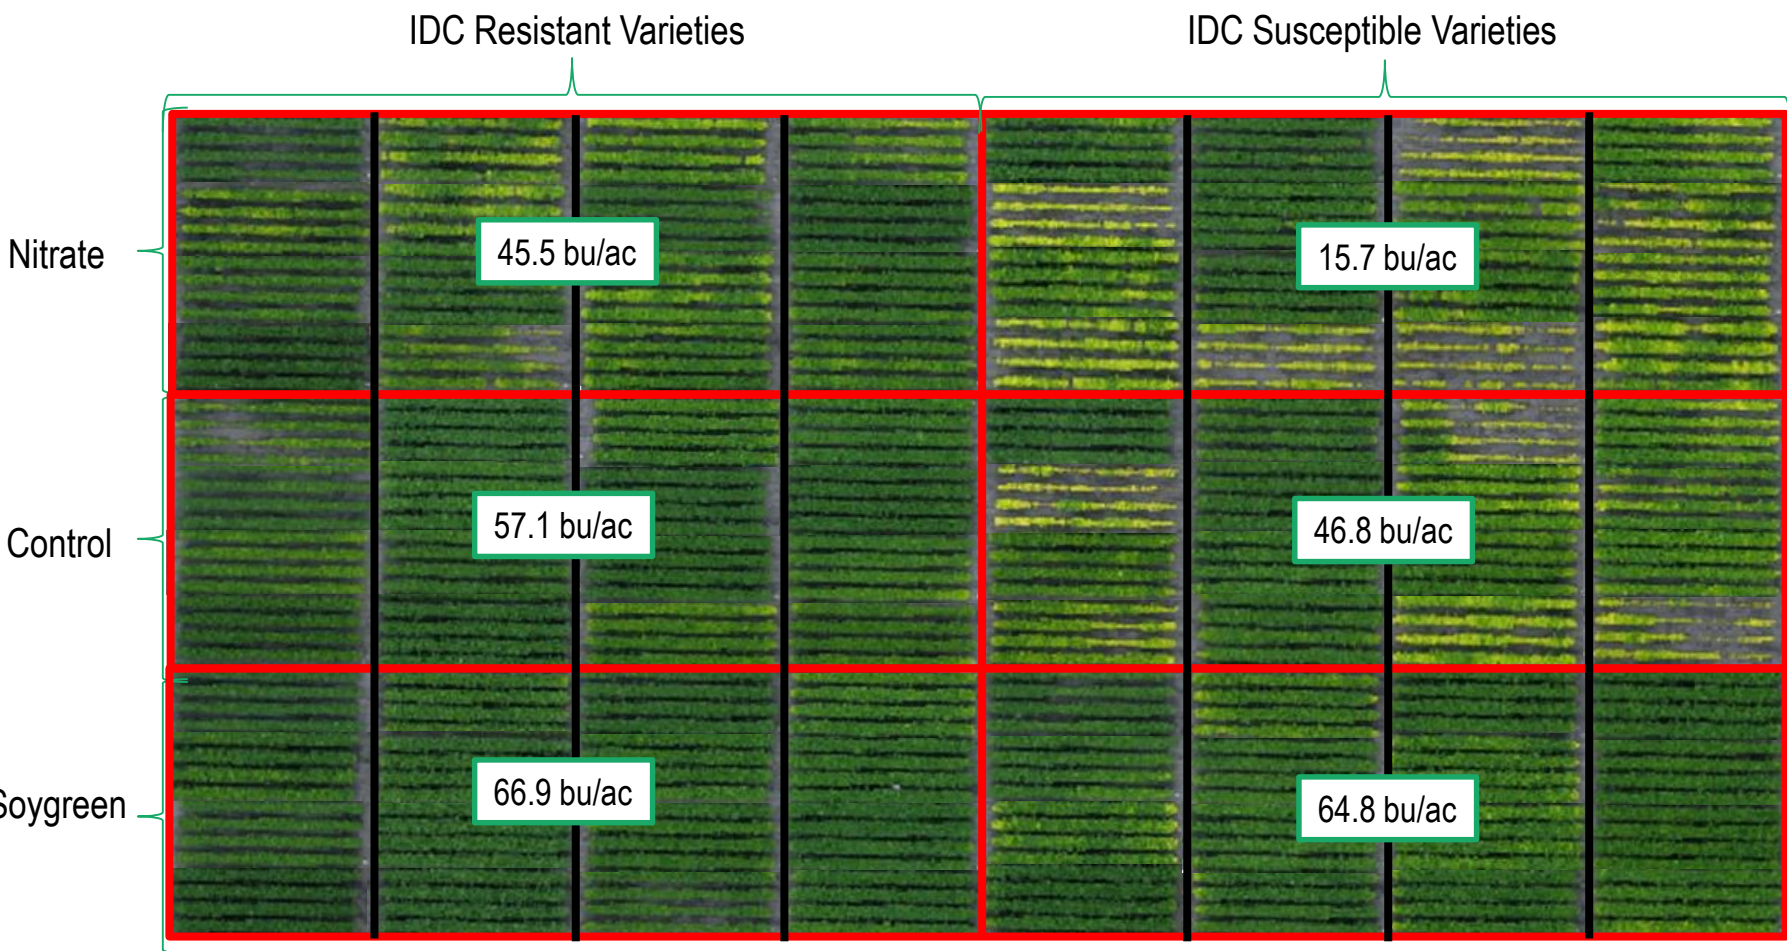 IDC Resistant Varieties
IDC Susceptible Varieties
Nitrate
45.5 bu/ac
15.7 bu/ac
Control
57.1 bu/ac
46.8 bu/ac
Soygreen
66.9 bu/ac
64.8 bu/ac